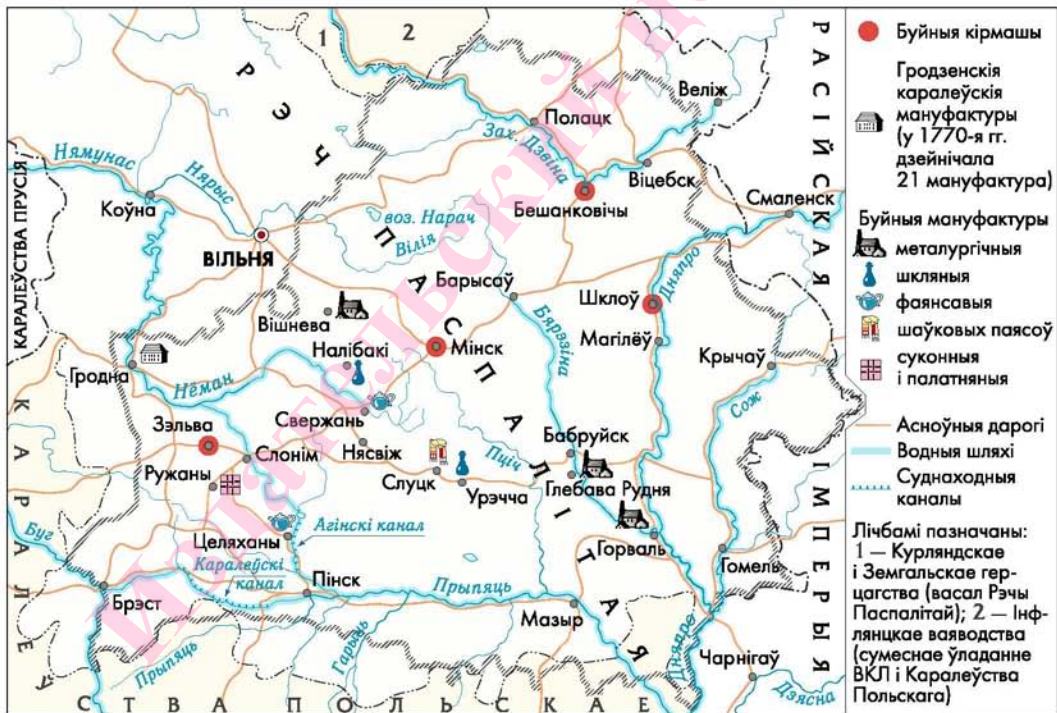 1
2
РЭЧ ПАСПАЛІТАЯ
РАСІЙСКАЯ ІМПЕРЫЯ
КАРАЛЕЎСТВА ПРУСІЯ
КАРАЛЕЎСТВА ПОЛЬСКАЕ
Веліж
Полацк
Зах. Дзвіна
Нямунас
Нярыс
Віцебск
Смаленск
Коўна
Бешанковічы
воз. Нарач
Вілія
ВІЛЬНЯ
Барысаў
Шклоў
Дняпро
Вішнева
Бярэзіна
Магілёў
Налібакі
Мінск
Крычаў
Гродна
Нёман
Свержань
Сож
Зэльва
Бабруйск
Слонім
Нясвіж
Пціч
Ружаны
Слуцк
Урэчча
Глебава Рудня
Буг
Агінскі канал
Целяханы
Горваль
Каралеўскі
канал
Гомель
Брэст
Пінск
Прыпяць
Мазыр
Прыпяць
Гарынь
Дняпро
Чарнігаў
Дзясна
Издательский ц
Буйныя кірмашы
Гродзенскія
каралеўскія
мануфактуры
(у 1770-я гг.
дзейнічала
21 мануфактура)
Буйныя мануфактуры
металургічныя
шкляныя
фаянсавыя
шаўковых паясоў
суконныя
і палатняныя
Асноўныя дарогі
Водныя шляхі
Суднаходныя
каналы
Лічбамі пазначаны:
1 — Курляндскае
і Земгальскае гер-
цагства (васал Рэчы
Паспалітай); 2 — Інф-
лянцкае ваяводства
(сумеснае ўладанне
ВКЛ і Каралеўства
Польскага)